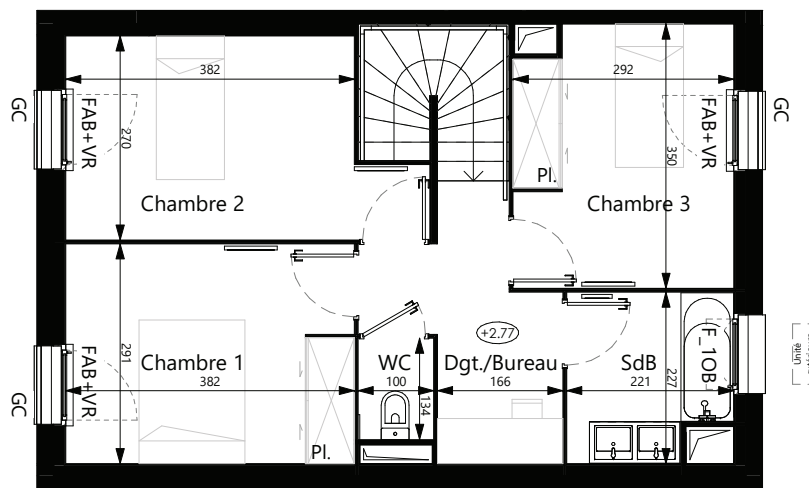 382
292
GC
FAB+VR
270
Chambre 2
Pl.
350
Chambre 3
FAB+VR
GC
GC
FAB+VR
291
Chambre 1
382
Pl.
WC
100
134
+2.77
Dgt./Bureau
166
SdB
221
227
F_1OB
Unité